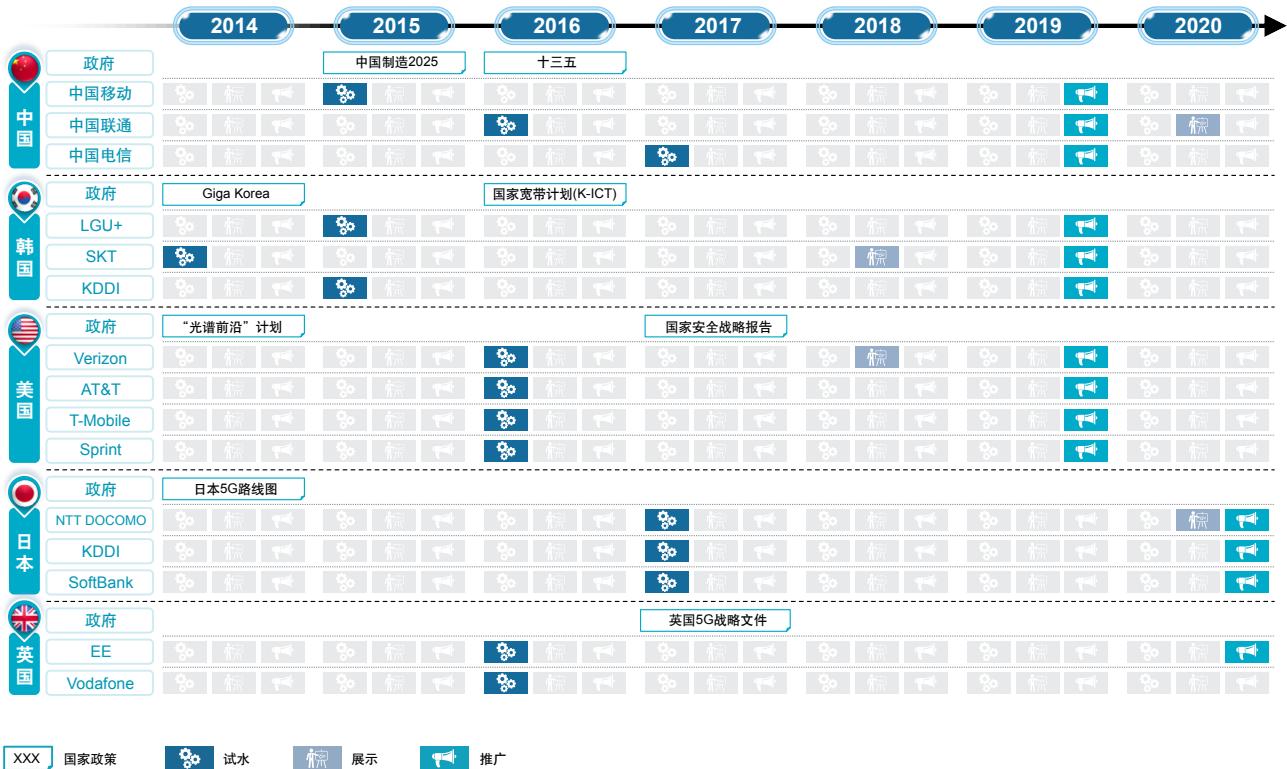 2014 2015 2016 2017 2018 2019 2020
中国
政府 中国制造2025 十三五
中国移动
中国联通
中国电信
韩国
政府 Giga Korea 国家宽带计划(K-ICT)
LGU+
SKT
KDDI
美国
政府 “光谱前沿”计划 国家安全战略报告
Verizon
AT&T
T-Mobile
Sprint
日本
政府 日本5G路线图
NTT DOCOMO
KDDI
SoftBank
英国
政府 英国5G战略文件
EE
Vodafone
XXX 国家政策 试水 展示 推广